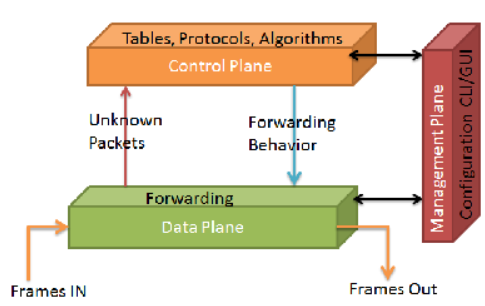 Tables, Protocols, Algorithms
Control Plane
Unknown
Packets
Forwarding
Behavior
Management Plane
Configuration CLI/GUI
Forwarding
Data Plane
Frames IN
Frames Out